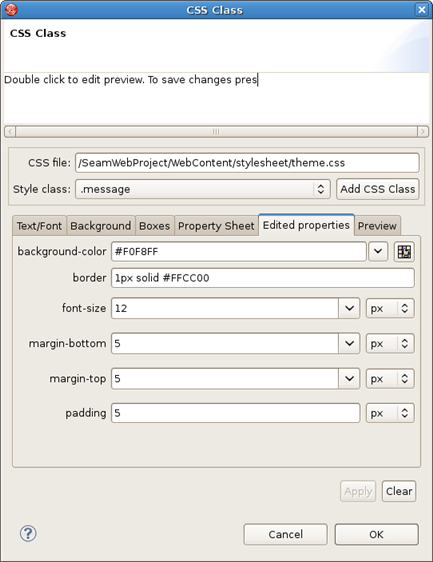 CSS Class
CSS Class
Double click to edit preview. To save changes pres
CSS file: /SeamWebProject/WebContent/stylesheet/theme.css
Style class: .message Add CSS Class
Text/Font Background Boxes Property Sheet Edited properties Preview
background-color #F0F8FF
border 1px solid #FFCC00
font-size 12 px
margin-bottom 5 px
margin-top 5 px
padding 5 px
Apply Clear
? Cancel OK